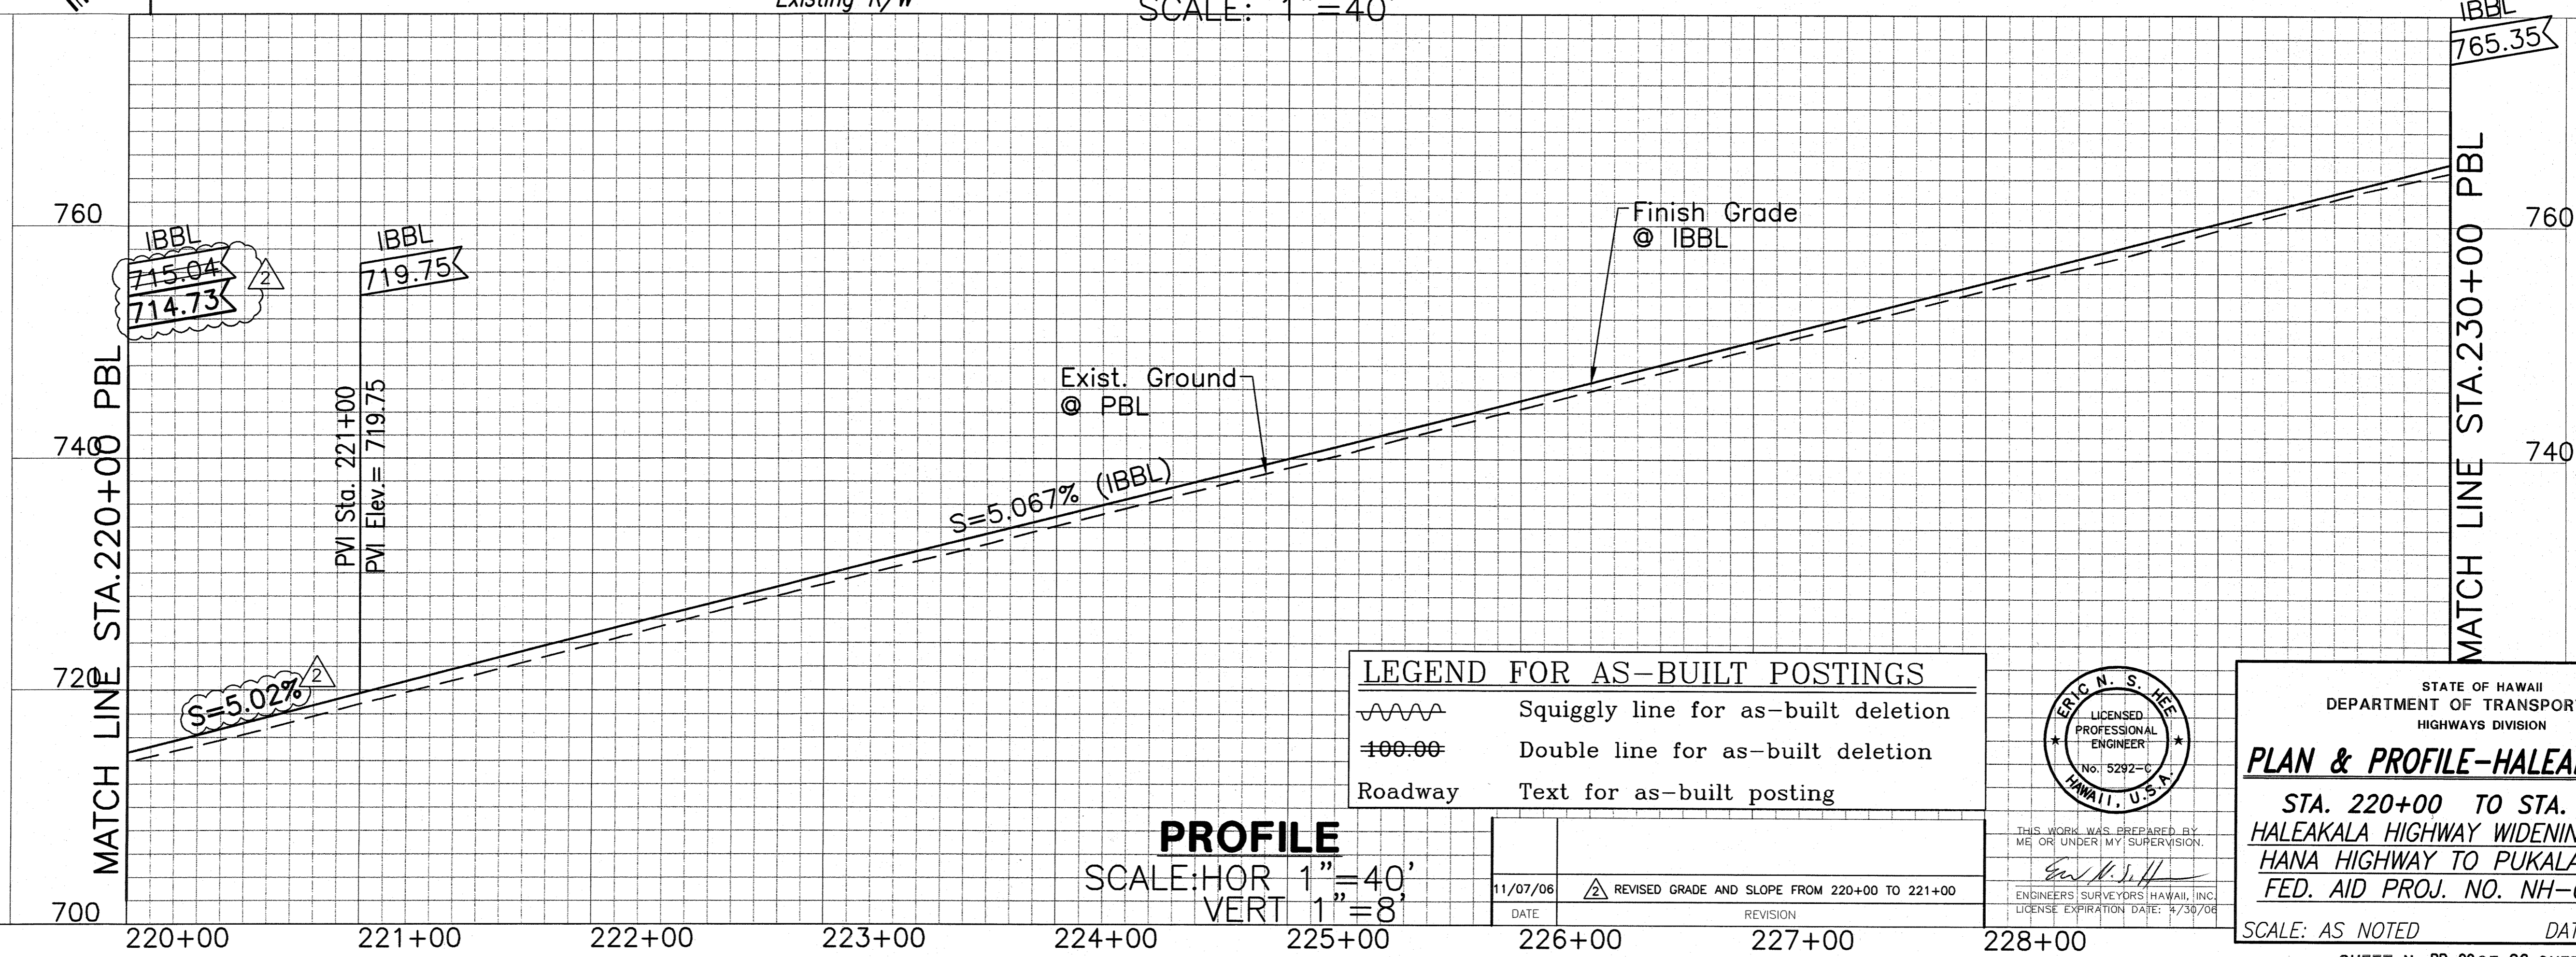 Existing R/W
SCALE: 1"=40'
IBBL
765.35
760
IBBL
715.04
714.73
2
IBBL
719.75
MATCH LINE STA.220+00 PBL
PVI Sta. 221+00
PVI Elev.= 719.75
740
720
700
S=5.02%
2
S=5.067% (IBBL)
Exist. Ground
@ PBL
Finish Grade
@ IBBL
760
740
MATCH LINE STA.230+00 PBL
LEGEND FOR AS-BUILT POSTINGS
Squiggly line for as-built deletion
100.00 Double line for as-built deletion
Roadway Text for as-built posting
PROFILE
SCALE:HOR 1"=40'
VERT 1"=8'
11/07/06 2 REVISED GRADE AND SLOPE FROM 220+00 TO 221+00
DATE REVISION
ERIC N. S. HEE
LICENSED
PROFESSIONAL
ENGINEER
No. 5292-C
HAWAII, U.S.A.
THIS WORK WAS PREPARED BY
ME OR UNDER MY SUPERVISION.
ENGINEERS SURVEYORS HAWAII, INC.
LICENSE EXPIRATION DATE: 4/30/06
STATE OF HAWAII
DEPARTMENT OF TRANSPOR
HIGHWAYS DIVISION
PLAN & PROFILE-HALEA
STA. 220+00 TO STA.
HALEAKALA HIGHWAY WIDENIN
HANA HIGHWAY TO PUKALA
FED. AID PROJ. NO. NH-
SCALE: AS NOTED DAT
220+00 221+00 222+00 223+00 224+00 225+00 226+00 227+00 228+00